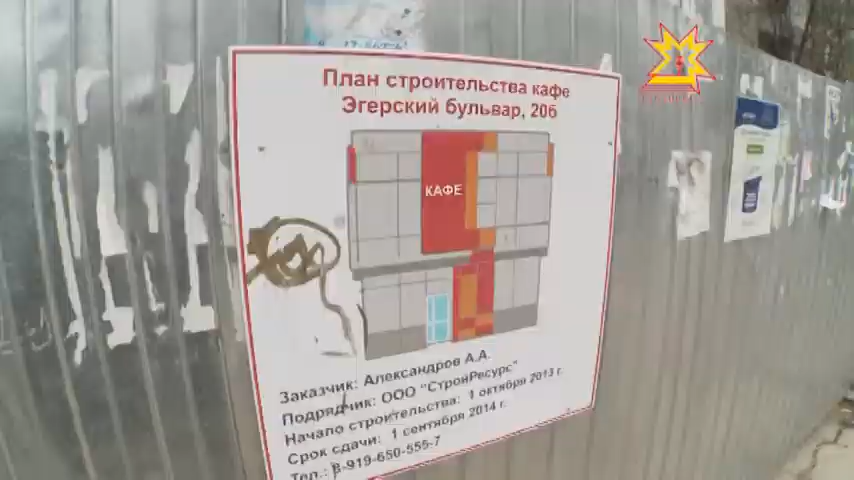 План строительства кафе
Эгерский бульвар, 20б
КАФЕ
Заказчик: Александров А.А.
Подрядчик: ООО "СтройРесурс"
Начало строительства: 1 октября 2013 г.
Срок сдачи: 1 сентября 2014 г.
Тел.: 8-919-650-555-7